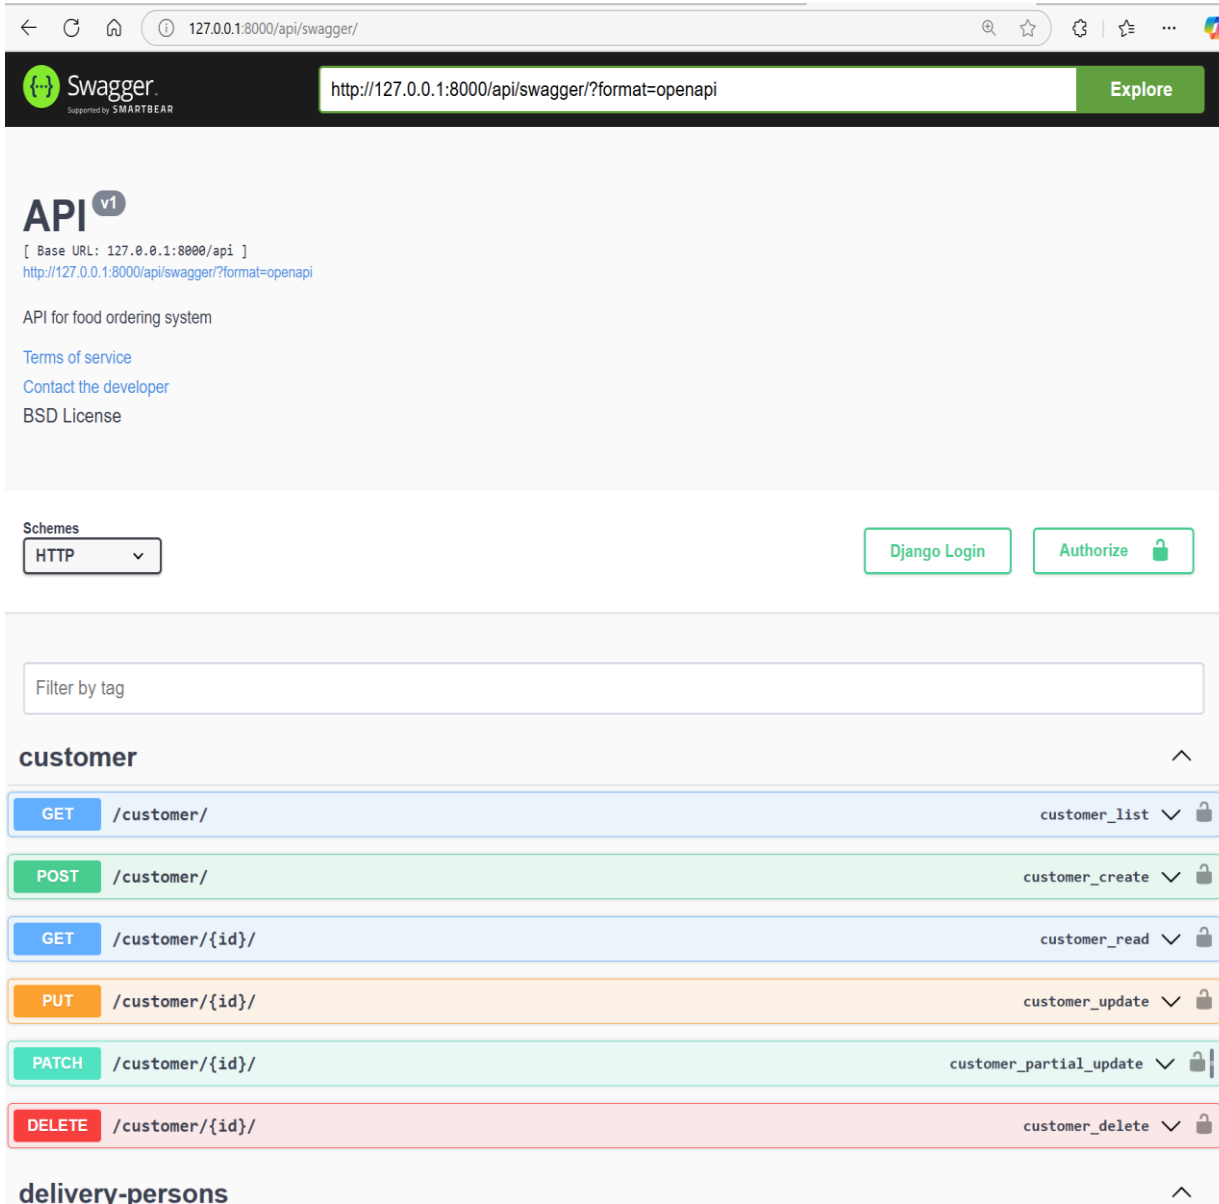 127.0.0.1:8000/api/swagger/
Swagger.
Supported by SMARTBEAR
http://127.0.0.1:8000/api/swagger/?format=openapi
Explore
API v1
[ Base URL: 127.0.0.1:8000/api ]
http://127.0.0.1:8000/api/swagger/?format=openapi
API for food ordering system
Terms of service
Contact the developer
BSD License
Schemes
HTTP
Django Login
Authorize
Filter by tag
customer
GET /customer/ customer_list
POST /customer/ customer_create
GET /customer/{id}/ customer_read
PUT /customer/{id}/ customer_update
PATCH /customer/{id}/ customer_partial_update
DELETE /customer/{id}/ customer_delete
delivery-persons